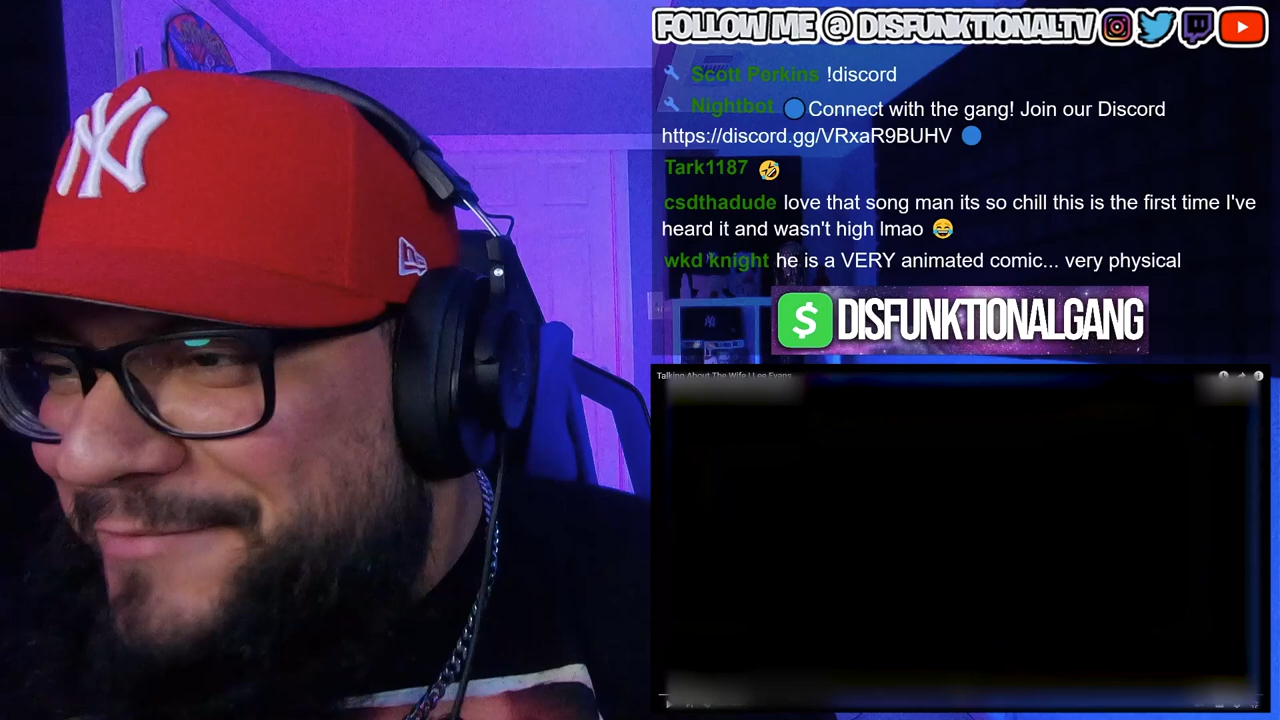 FOLLOW ME @ DISFUNKTIONALTV
Scott Perkins !discord
Nightbot Connect with the gang! Join our Discord
https://discord.gg/VRxaR9BUHV
Tark1187 🤣
csdthadude love that song man its so chill this is the first time I've
heard it and wasn't high lmao 😂
wkd knight he is a VERY animated comic... very physical
$ DISFUNKTIONALGANG
Talking About The Wife | Lee Evans
NY